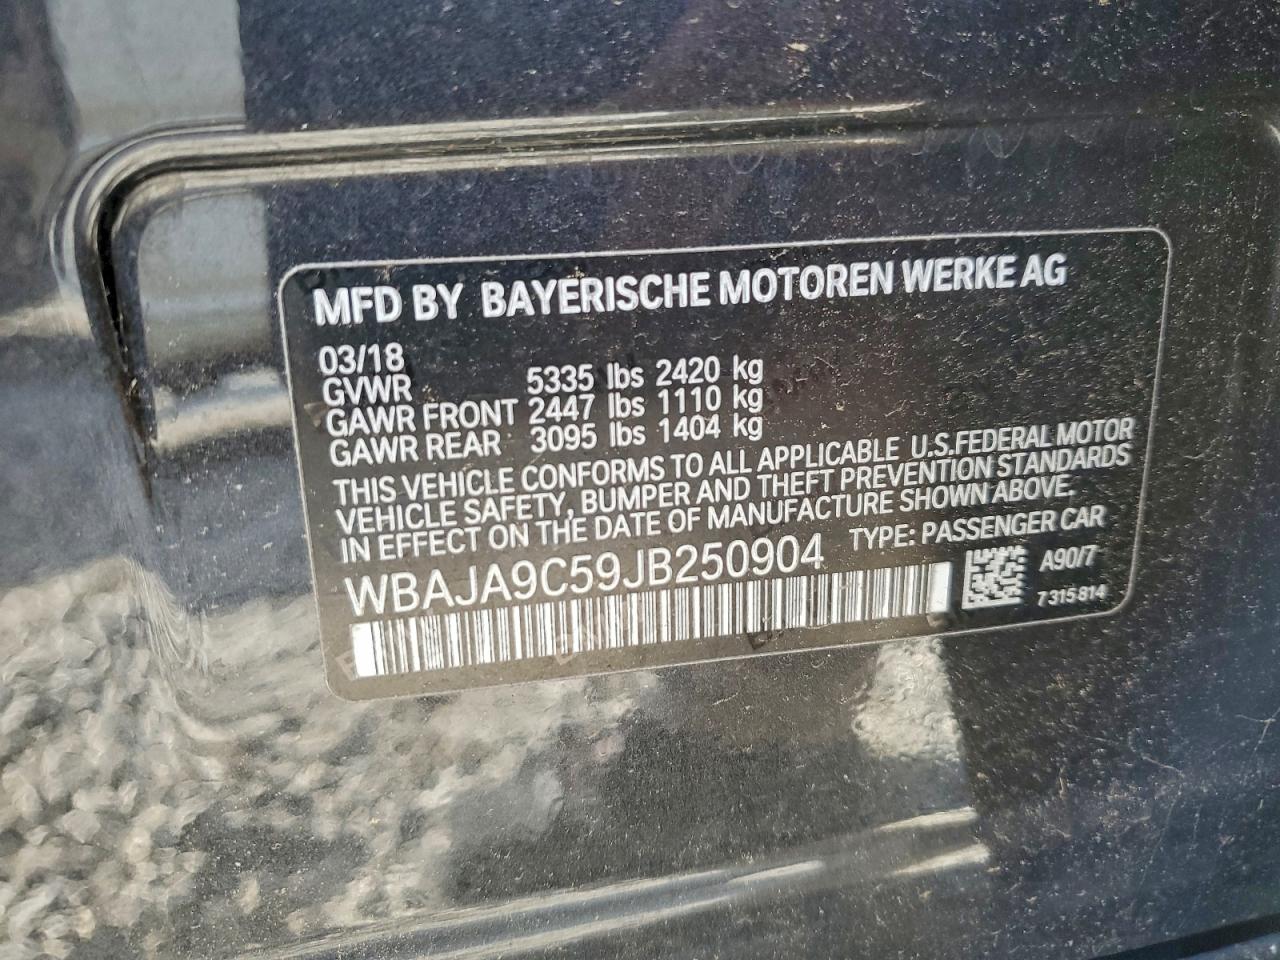 MFD BY BAYERISCHE MOTOREN WERKE AG
03/18
GVWR 5335 lbs 2420 kg
GAWR FRONT 2447 lbs 1110 kg
GAWR REAR 3095 lbs 1404 kg
THIS VEHICLE CONFORMS TO ALL APPLICABLE U.S.FEDERAL MOTOR
VEHICLE SAFETY, BUMPER AND THEFT PREVENTION STANDARDS
IN EFFECT ON THE DATE OF MANUFACTURE SHOWN ABOVE.
WBAJA9C59JB250904 TYPE: PASSENGER CAR
A90/7
7 315 814